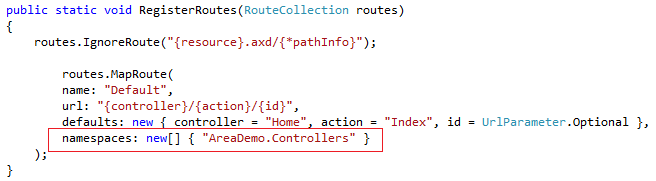 public static void RegisterRoutes(RouteCollection routes)
{
routes.IgnoreRoute("{resource}.axd/{*pathInfo}");
routes.MapRoute(
name: "Default",
url: "{controller}/{action}/{id}",
defaults: new { controller = "Home", action = "Index", id = UrlParameter.Optional },
namespaces: new[] { "AreaDemo.Controllers" }
);
}